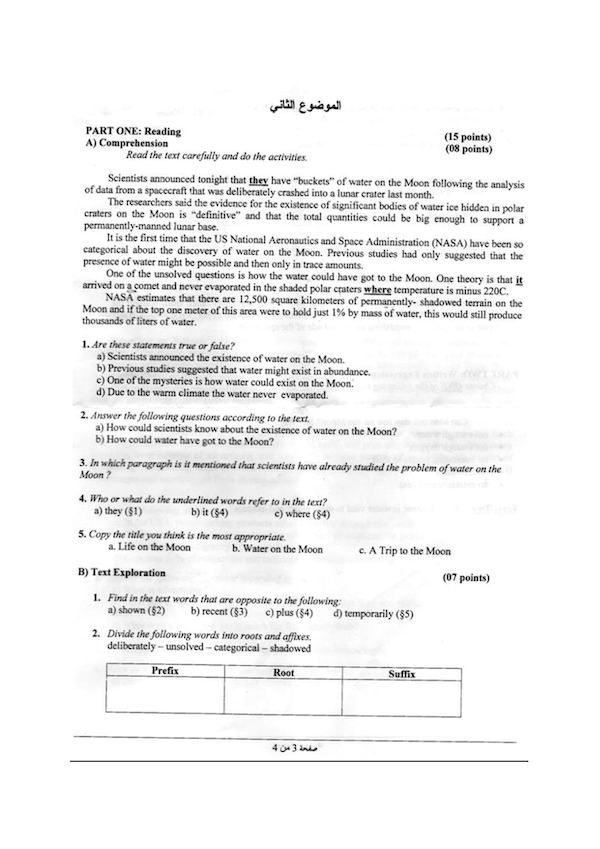 الموضوع الثاني
PART ONE: Reading (15 points)
A) Comprehension (08 points)
Read the text carefully and do the activities.
Scientists announced tonight that they have "buckets" of water on the Moon following the analysis
of data from a spacecraft that was deliberately crashed into a lunar crater last month.
The researchers said the evidence for the existence of significant bodies of water ice hidden in polar
craters on the Moon is "definitive" and that the total quantities could be big enough to support a
permanently-manned lunar base.
It is the first time that the US National Aeronautics and Space Administration (NASA) have been so
categorical about the discovery of water on the Moon. Previous studies had only suggested that the
presence of water might be possible and then only in trace amounts.
One of the unsolved questions is how the water could have got to the Moon. One theory is that it
arrived on a comet and never evaporated in the shaded polar craters where temperature is minus 220C.
NASA estimates that there are 12,500 square kilometers of permanently- shadowed terrain on the
Moon and if the top one meter of this area were to hold just 1% by mass of water, this would still produce
thousands of liters of water.
1. Are these statements true or false?
a) Scientists announced the existence of water on the Moon.
b) Previous studies suggested that water might exist in abundance.
c) One of the mysteries is how water could exist on the Moon.
d) Due to the warm climate the water never evaporated.
2. Answer the following questions according to the text.
a) How could scientists know about the existence of water on the Moon?
b) How could water have got to the Moon?
3. In which paragraph is it mentioned that scientists have already studied the problem of water on the
Moon ?
4. Who or what do the underlined words refer to in the text?
a) they (§1) b) it (§4) c) where (§4)
5. Copy the title you think is the most appropriate.
a. Life on the Moon b. Water on the Moon c. A Trip to the Moon
B) Text Exploration (07 points)
1. Find in the text words that are opposite to the following:
a) shown (§2) b) recent (§3) c) plus (§4) d) temporarily (§5)
2. Divide the following words into roots and affixes.
deliberately – unsolved – categorical – shadowed
Prefix Root Suffix
صفحة 3 من 4